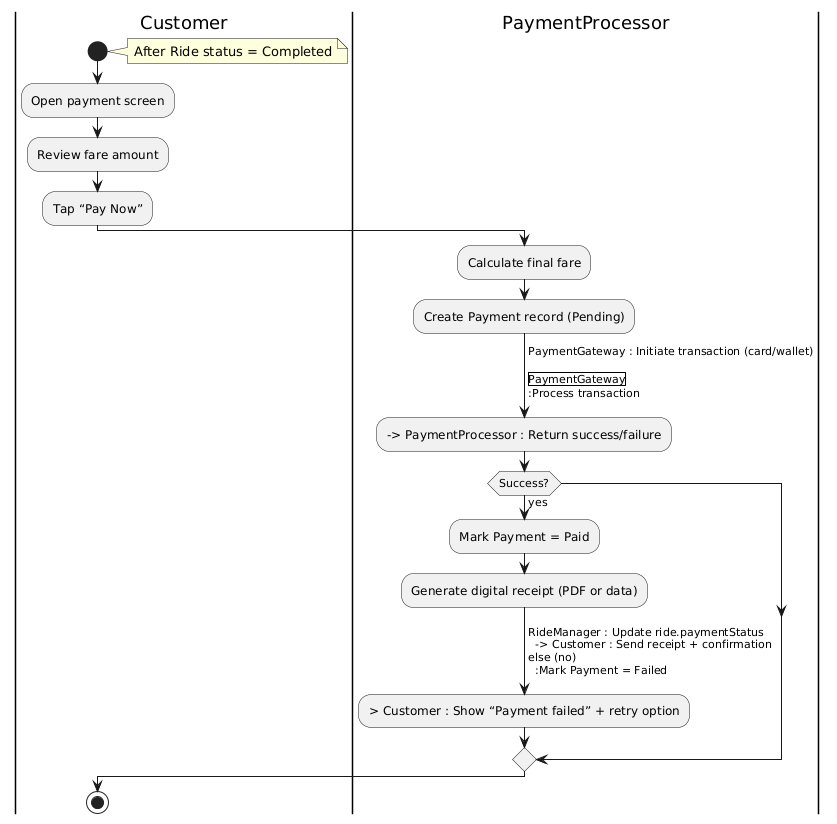 Customer
PaymentProcessor
After Ride status = Completed
Open payment screen
Review fare amount
Tap “Pay Now”
Calculate final fare
Create Payment record (Pending)
PaymentGateway : Initiate transaction (card/wallet)
PaymentGateway
:Process transaction
-> PaymentProcessor : Return success/failure
Success?
yes
Mark Payment = Paid
Generate digital receipt (PDF or data)
RideManager : Update ride.paymentStatus
-> Customer : Send receipt + confirmation
else (no)
:Mark Payment = Failed
> Customer : Show “Payment failed” + retry option